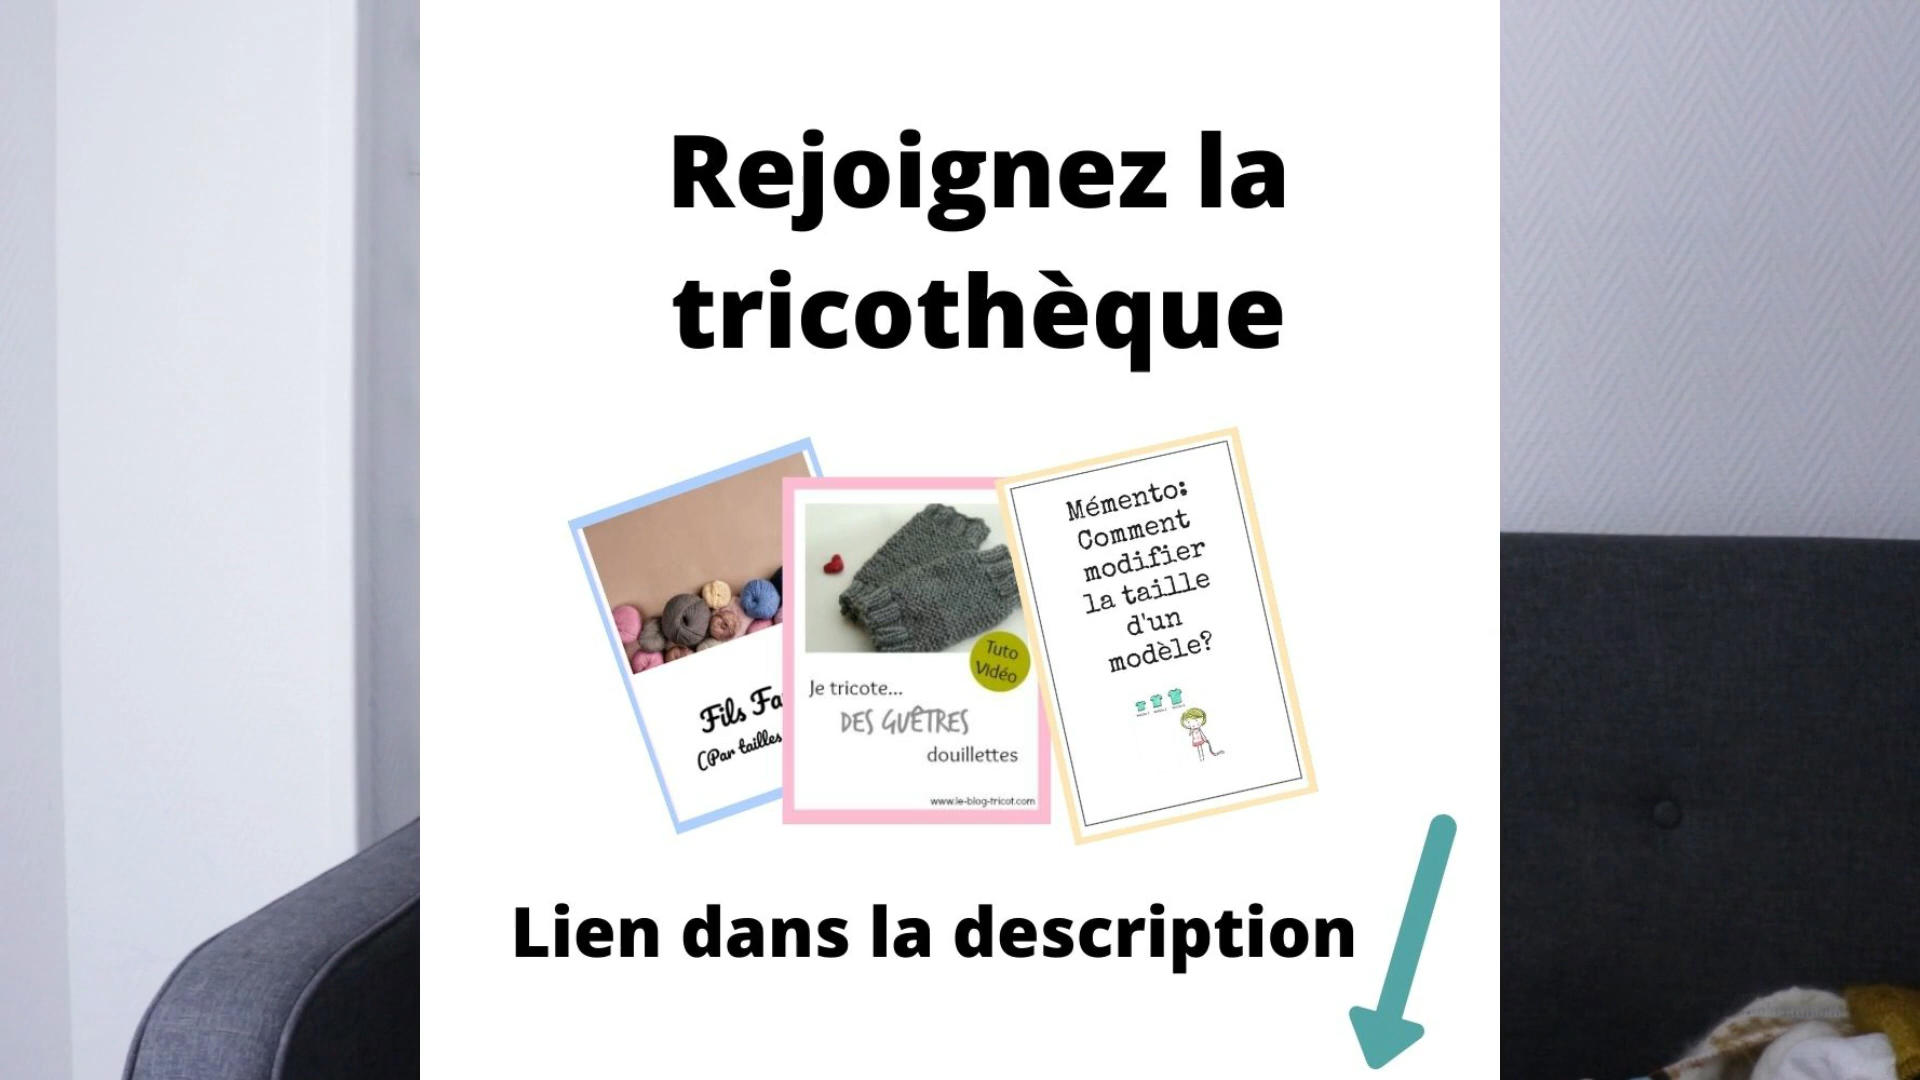 Rejoignez la
tricothèque
Fils Fa
(Par tailles
Tuto
Vidéo
Je tricote...
DES GUÊTRES
douillettes
www.le-blog-tricot.com
Mémento:
Comment
modifier
la taille
d'un
modèle?
Lien dans la description